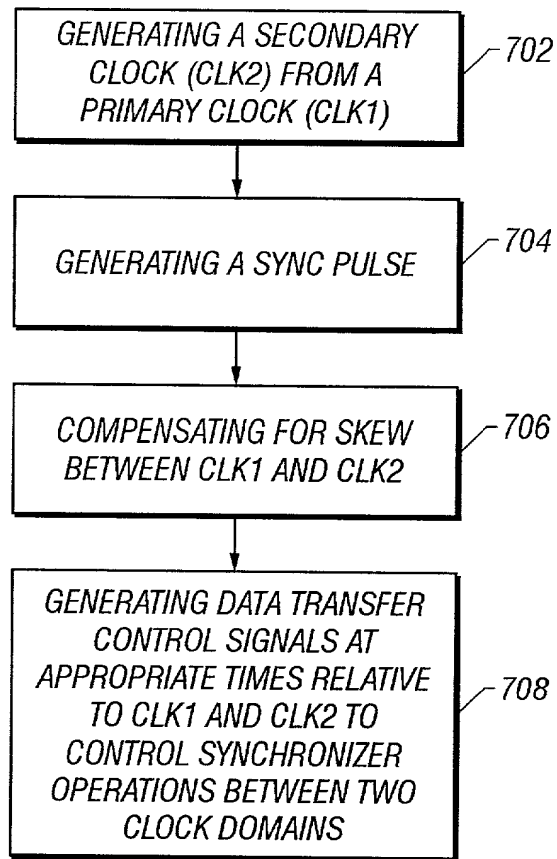 GENERATING A SECONDARY
CLOCK (CLK2) FROM A
PRIMARY CLOCK (CLK1)
702
GENERATING A SYNC PULSE
704
COMPENSATING FOR SKEW
BETWEEN CLK1 AND CLK2
706
GENERATING DATA TRANSFER
CONTROL SIGNALS AT
APPROPRIATE TIMES RELATIVE
TO CLK1 AND CLK2 TO
CONTROL SYNCHRONIZER
OPERATIONS BETWEEN TWO
CLOCK DOMAINS
708